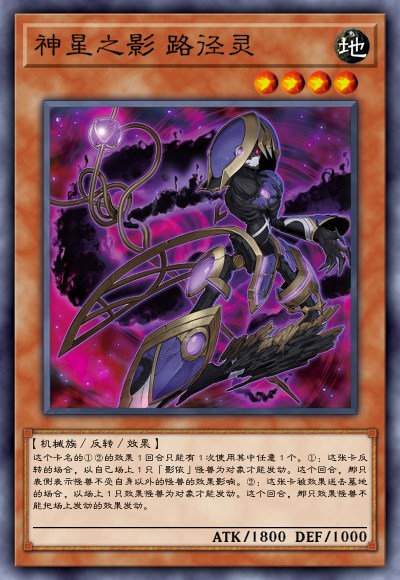 神星之影 路径灵
地
【机械族／反转／效果】
这个卡名的①②的效果1回合只能有1次使用其中任意1个。①：这张卡反
转的场合，以自己场上1只「影依」怪兽为对象才能发动。这个回合，那只
表侧表示怪兽不受自身以外的怪兽的效果影响。②：这张卡被效果送去墓地
的场合，以场上1只效果怪兽为对象才能发动。这个回合，那只效果怪兽不
能把场上发动的效果发动。
ATK/1800 DEF/1000